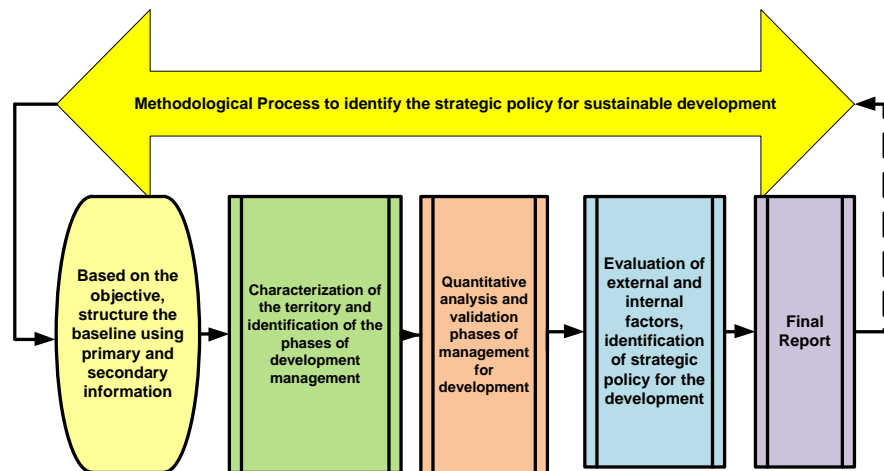 Methodological Process to identify the strategic policy for sustainable development
Based on the
objective,
structure the
baseline using
primary and
secondary
information
Characterization of
the territory and
identification of the
phases of
development
management
Quantitative
analysis and
validation
phases of
management
for
development
Evaluation of
external and
internal
factors,
identification
of strategic
policy for the
development
Final
Report